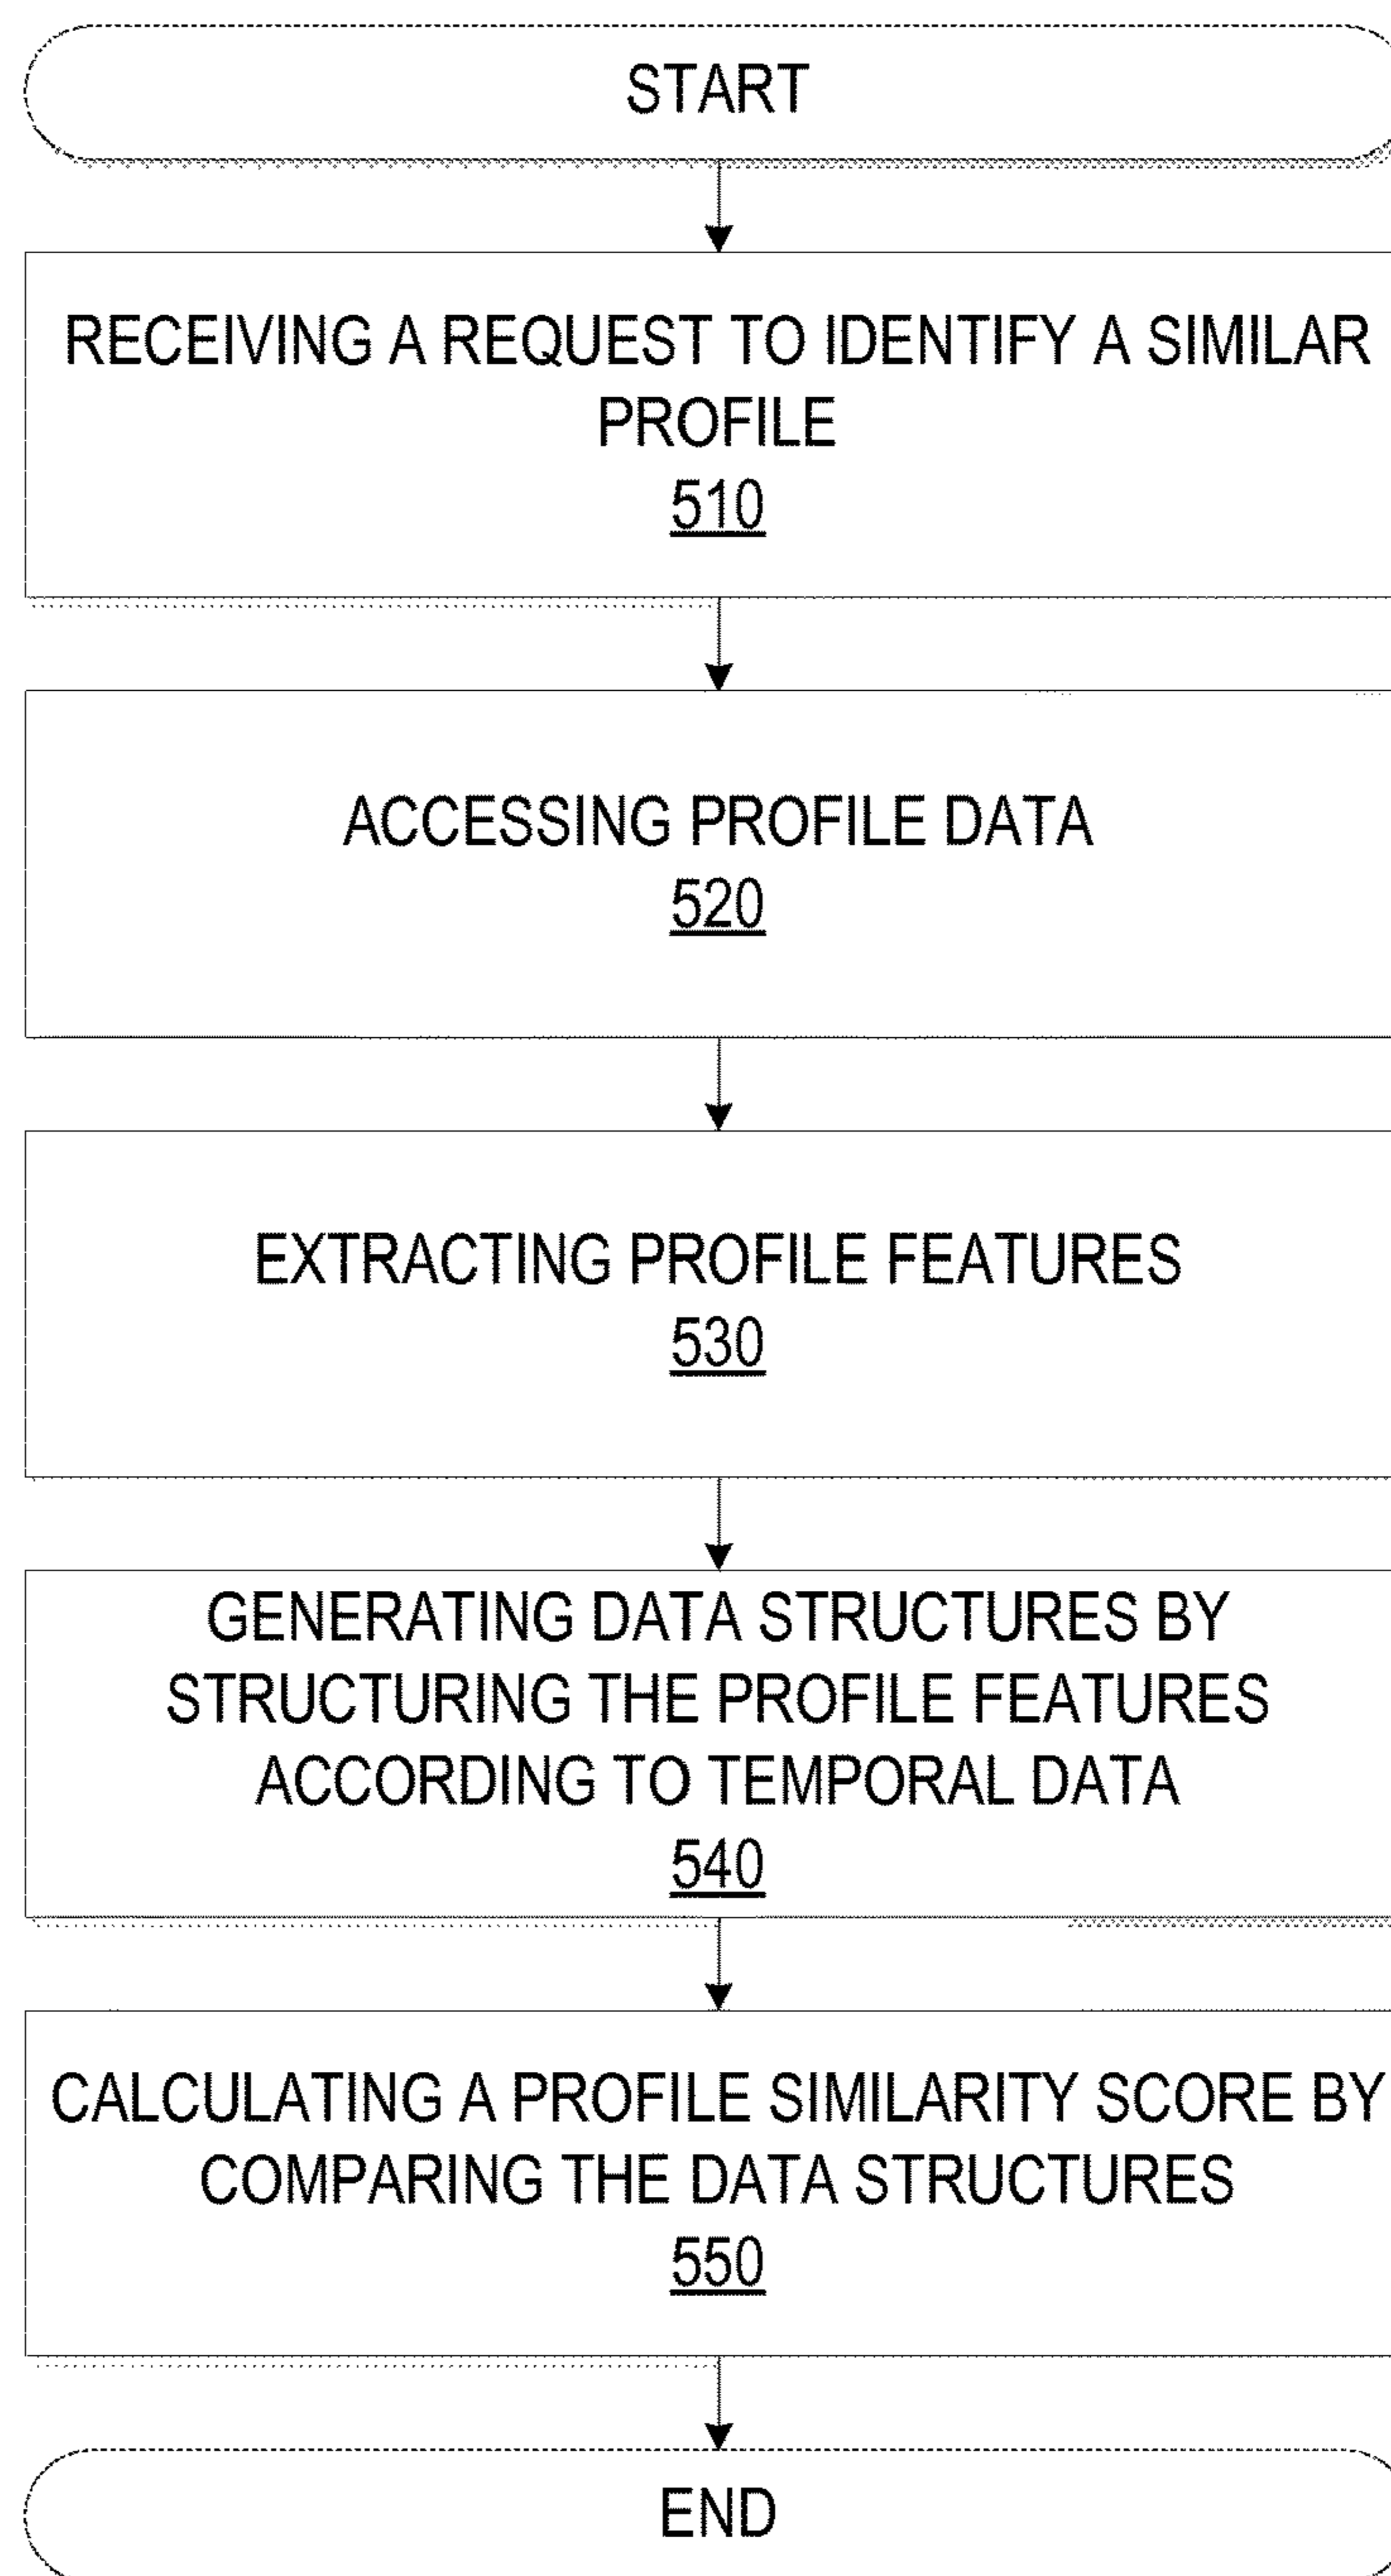 START
RECEIVING A REQUEST TO IDENTIFY A SIMILAR
PROFILE
510
ACCESSING PROFILE DATA
520
EXTRACTING PROFILE FEATURES
530
GENERATING DATA STRUCTURES BY
STRUCTURING THE PROFILE FEATURES
ACCORDING TO TEMPORAL DATA
540
CALCULATING A PROFILE SIMILARITY SCORE BY
COMPARING THE DATA STRUCTURES
550
END